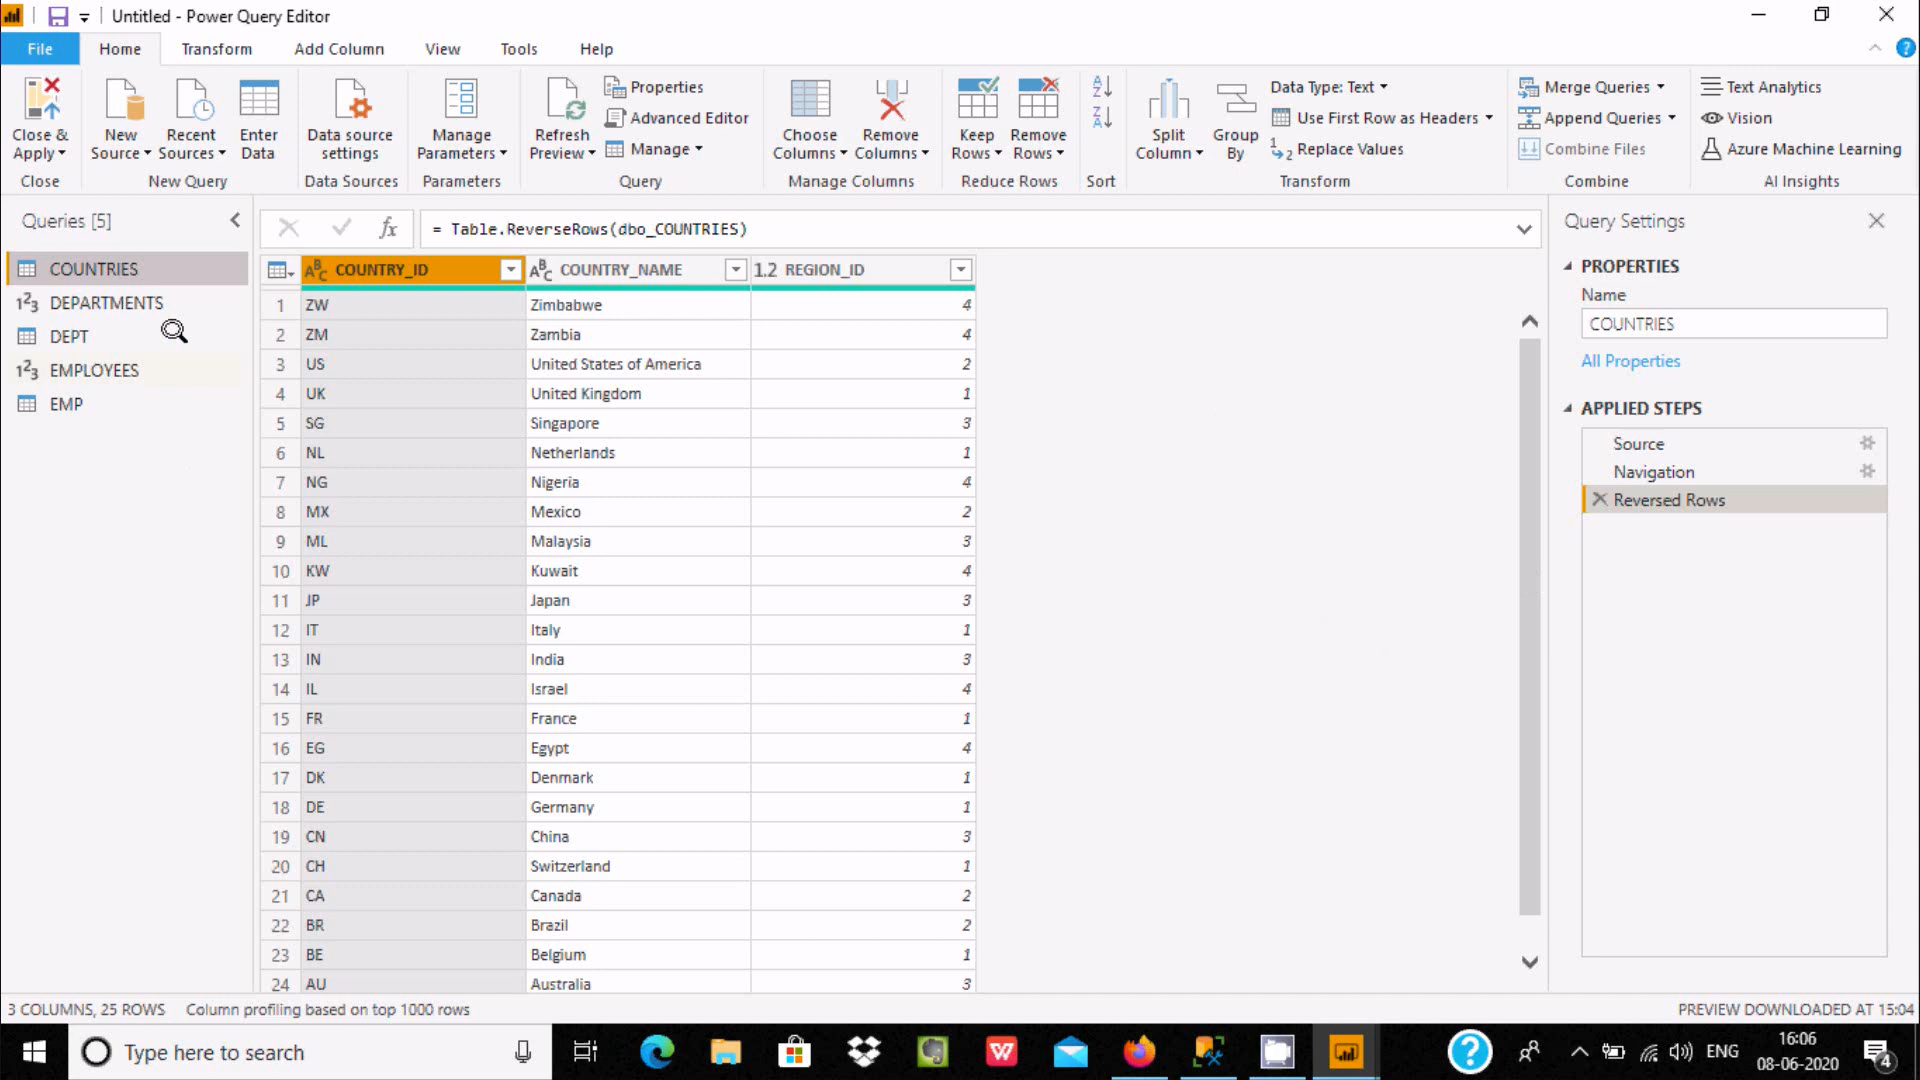 Untitled - Power Query Editor
File Home Transform Add Column View Tools Help
Close & Apply
New Source
Recent Sources
Enter Data
Data source settings
Manage Parameters
Refresh Preview
Properties
Advanced Editor
Manage
Choose Columns
Remove Columns
Keep Rows
Remove Rows
Split Column
Group By
Data Type: Text
Use First Row as Headers
Replace Values
Merge Queries
Append Queries
Combine Files
Text Analytics
Vision
Azure Machine Learning
Close New Query Data Sources Parameters Query Manage Columns Reduce Rows Sort Transform Combine AI Insights
Queries [5]
COUNTRIES
DEPARTMENTS
DEPT
EMPLOYEES
EMP
fx = Table.ReverseRows(dbo_COUNTRIES)
COUNTRY_ID COUNTRY_NAME 1.2 REGION_ID
1 ZW Zimbabwe 4
2 ZM Zambia 4
3 US United States of America 2
4 UK United Kingdom 1
5 SG Singapore 3
6 NL Netherlands 1
7 NG Nigeria 4
8 MX Mexico 2
9 ML Malaysia 3
10 KW Kuwait 4
11 JP Japan 3
12 IT Italy 1
13 IN India 3
14 IL Israel 4
15 FR France 1
16 EG Egypt 4
17 DK Denmark 1
18 DE Germany 1
19 CN China 3
20 CH Switzerland 1
21 CA Canada 2
22 BR Brazil 2
23 BE Belgium 1
24 AU Australia 3
Query Settings
PROPERTIES
Name
COUNTRIES
All Properties
APPLIED STEPS
Source
Navigation
Reversed Rows
3 COLUMNS, 25 ROWS Column profiling based on top 1000 rows
PREVIEW DOWNLOADED AT 15:04
Type here to search
ENG
16:06
08-06-2020
4